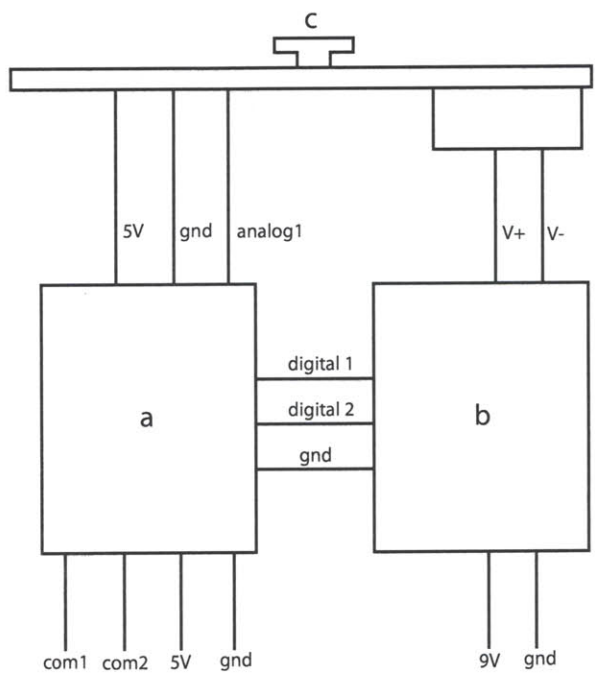 c
5V gnd analog1 V+ V-
digital 1
digital 2
gnd
a b
com1 com2 5V gnd 9V gnd